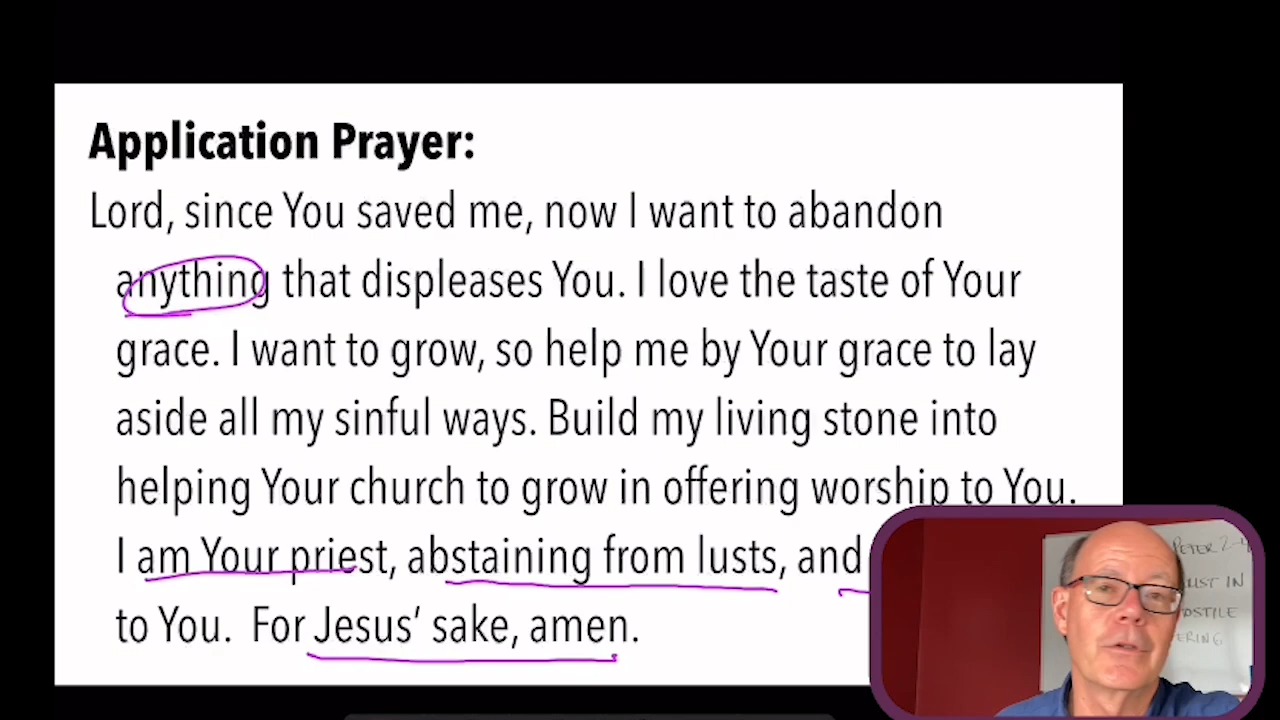 Application Prayer:
Lord, since You saved me, now I want to abandon
anything that displeases You. I love the taste of Your
grace. I want to grow, so help me by Your grace to lay
aside all my sinful ways. Build my living stone into
helping Your church to grow in offering worship to You.
I am Your priest, abstaining from lusts, and
to You. For Jesus' sake, amen.
PETER 2-
IN